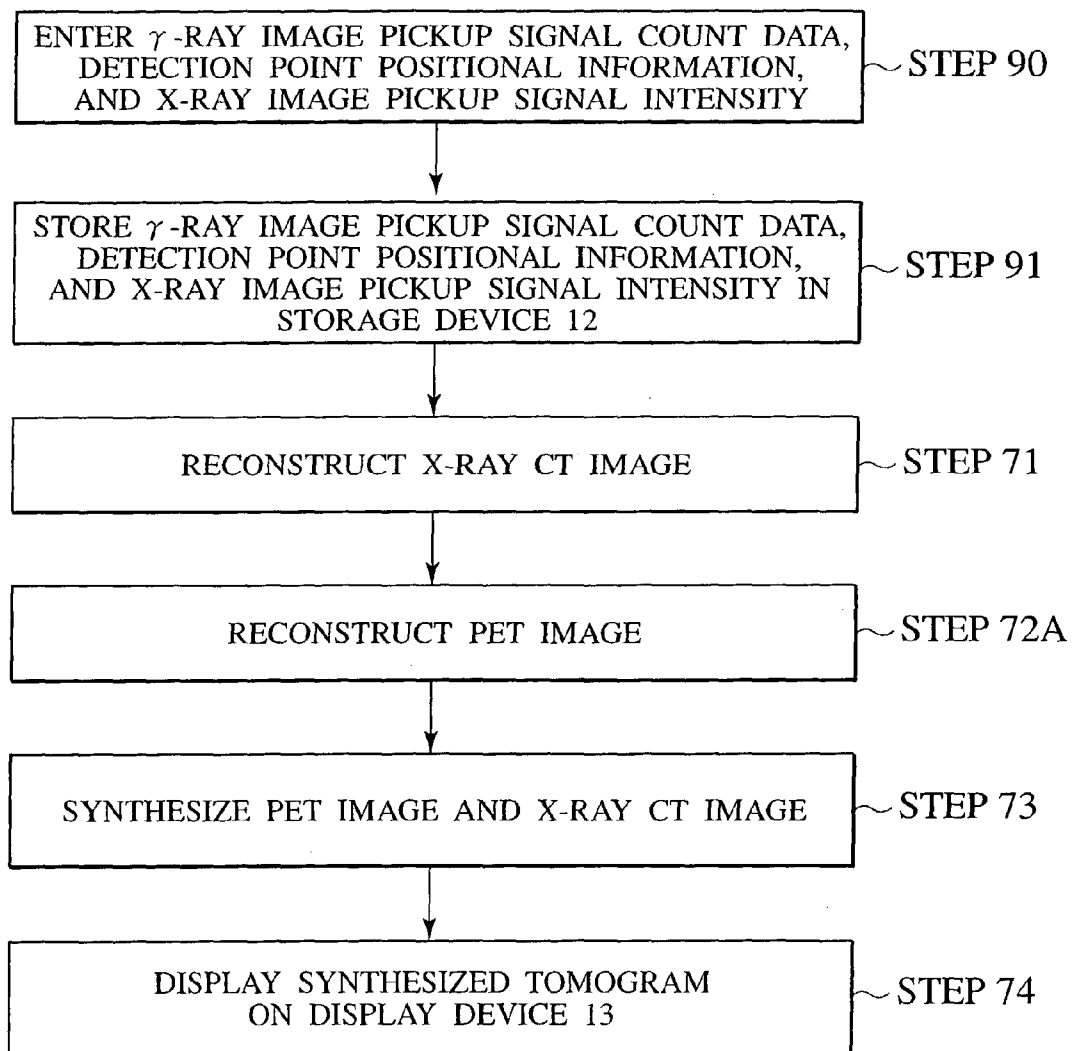 ENTER γ-RAY IMAGE PICKUP SIGNAL COUNT DATA,
DETECTION POINT POSITIONAL INFORMATION,
AND X-RAY IMAGE PICKUP SIGNAL INTENSITY
STEP 90
STORE γ-RAY IMAGE PICKUP SIGNAL COUNT DATA,
DETECTION POINT POSITIONAL INFORMATION,
AND X-RAY IMAGE PICKUP SIGNAL INTENSITY IN
STORAGE DEVICE 12
STEP 91
RECONSTRUCT X-RAY CT IMAGE
STEP 71
RECONSTRUCT PET IMAGE
STEP 72A
SYNTHESIZE PET IMAGE AND X-RAY CT IMAGE
STEP 73
DISPLAY SYNTHESIZED TOMOGRAM
ON DISPLAY DEVICE 13
STEP 74